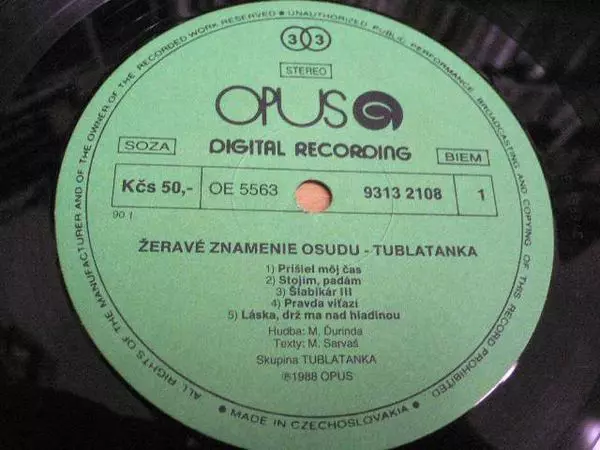 ALL RIGHTS OF THE MANUFACTURER AND OF THE OWNER OF THE RECORDED WORK RESERVED • UNAUTHORIZED PUBLIC PERFORMANCE BROADCASTING AND COPYING OF THIS RECORD PROHIBITED
33
STEREO
OPUS
SOZA
DIGITAL RECORDING
BIEM
Kčs 50,-
OE 5563
9313 2108
1
90 1
ŽERAVÉ ZNAMENIE OSUDU - TUBLATANKA
1) Prišiel môj čas
2) Stojím, padám
3) Šlabikár III
4) Pravda víťazí
5) Láska, drž ma nad hladinou
Hudba: M. Ďurinda
Texty: M. Sarvaš
Skupina TUBLATANKA
℗1988 OPUS
• MADE IN CZECHOSLOVAKIA •